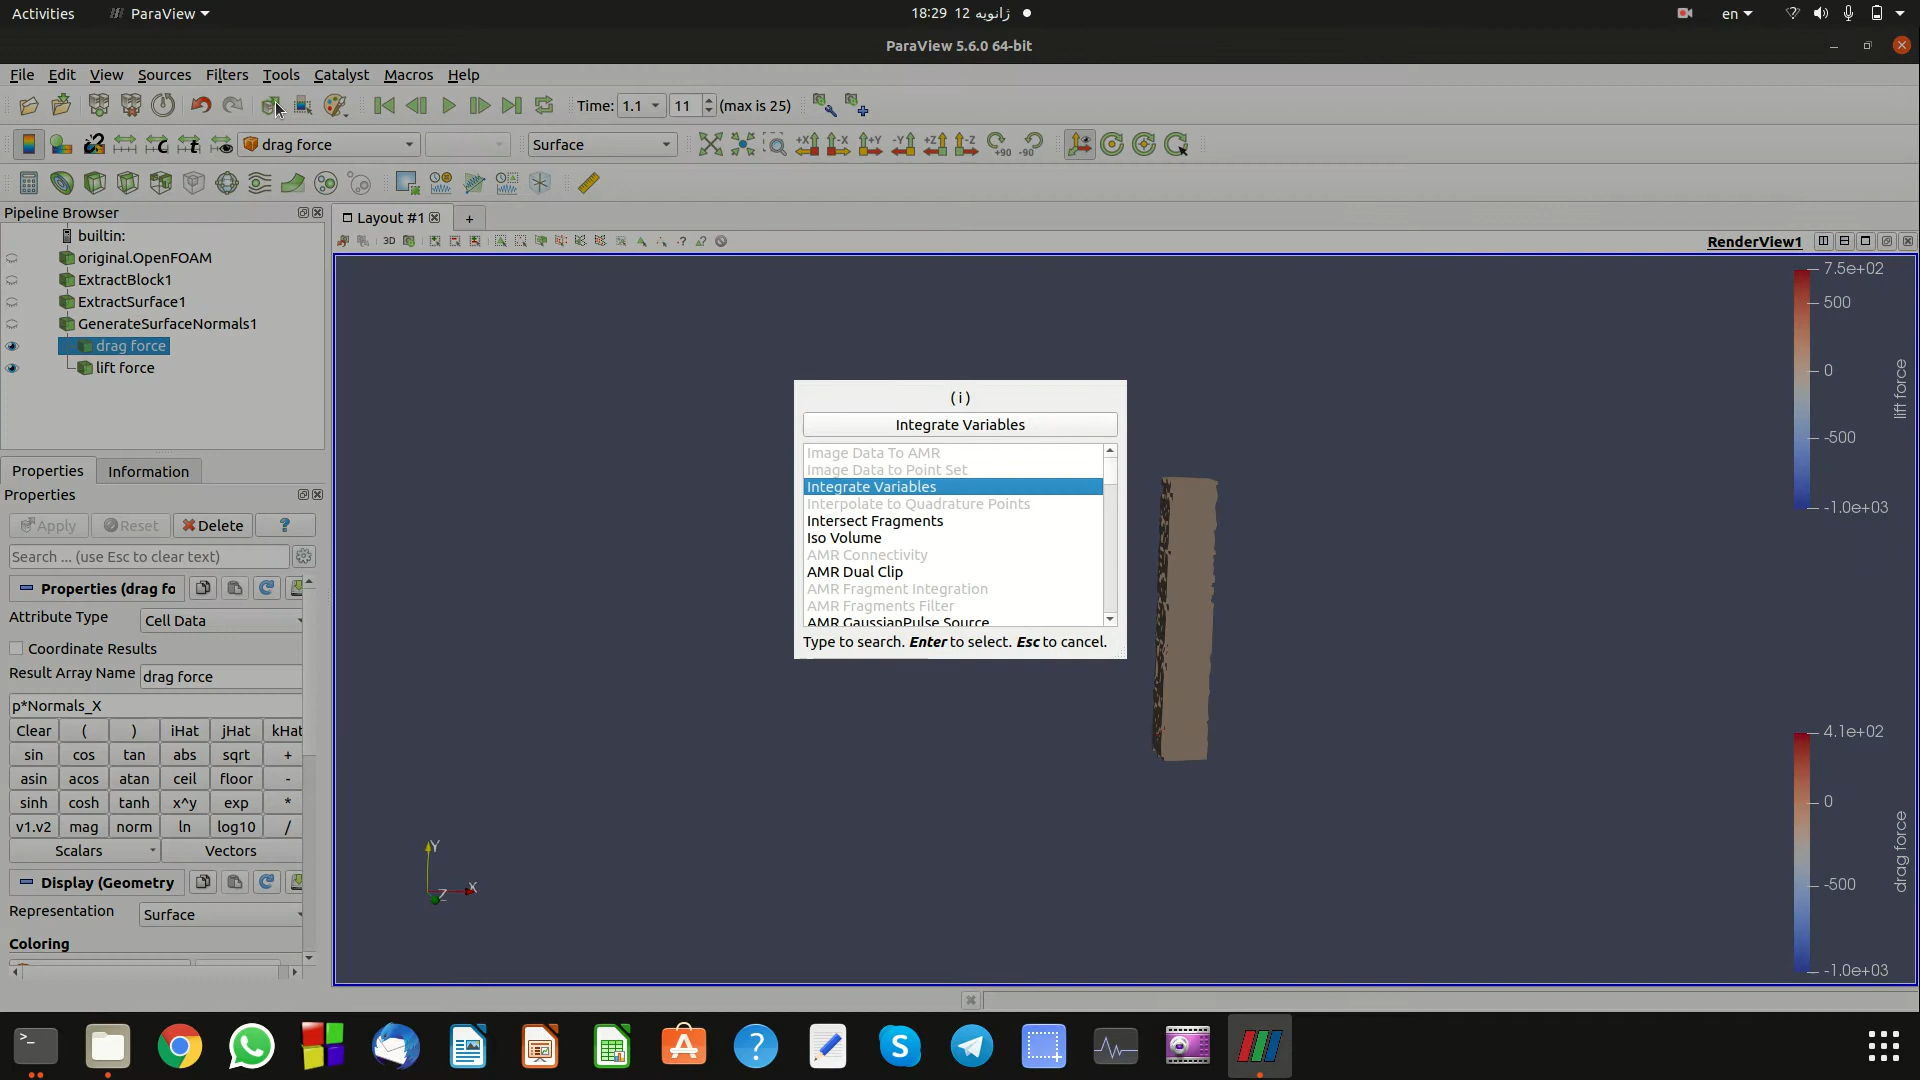 Activities ParaView 18:29 12 ژانویه en
ParaView 5.6.0 64-bit
File Edit View Sources Filters Tools Catalyst Macros Help
Time: 1.1 11 (max is 25)
drag force Surface +X -X +Y -Y +Z -Z +90 -90
Pipeline Browser
Layout #1 +
builtin:
3D RenderView1
original.OpenFOAM
ExtractBlock1
ExtractSurface1
GenerateSurfaceNormals1
drag force
lift force
7.5e+02
500
0
-500
-1.0e+03
lift force
(i)
Integrate Variables
Image Data To AMR
Image Data to Point Set
Integrate Variables
Interpolate to Quadrature Points
Intersect Fragments
Iso Volume
AMR Connectivity
AMR Dual Clip
AMR Fragment Integration
AMR Fragments Filter
AMR GaussianPulse Source
Type to search. Enter to select. Esc to cancel.
Properties Information
Properties
Apply Reset Delete ?
Search ... (use Esc to clear text)
Properties (drag fo
Attribute Type Cell Data
Coordinate Results
Result Array Name drag force
p*Normals_X
Clear ( ) iHat jHat kHat
sin cos tan abs sqrt +
asin acos atan ceil floor -
sinh cosh tanh x^y exp *
v1.v2 mag norm ln log10 /
Scalars Vectors
Display (Geometry
Representation Surface
Coloring
Y
X
Z
4.1e+02
0
-500
-1.0e+03
drag force